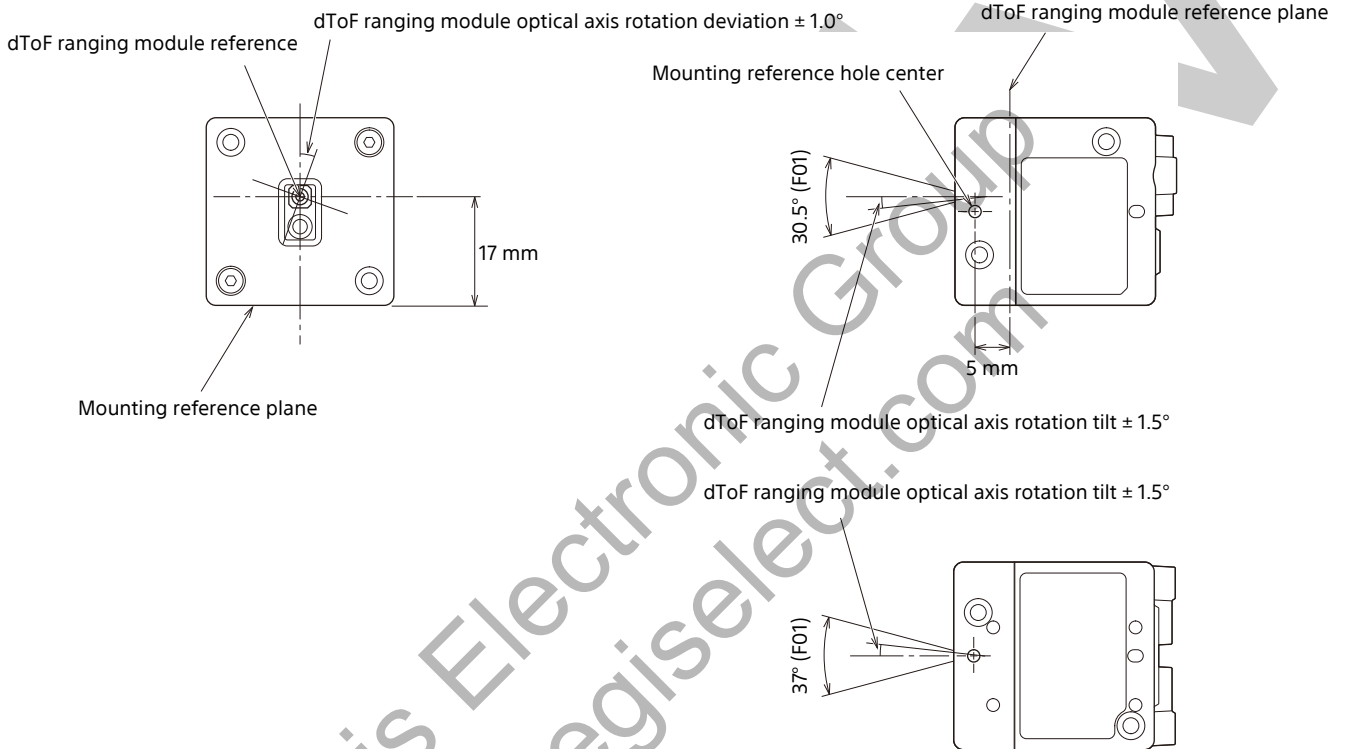 dToF ranging module optical axis rotation deviation ± 1.0°
dToF ranging module reference plane
dToF ranging module reference
Mounting reference hole center
30.5° (F01)
17 mm
5 mm
Mounting reference plane
dToF ranging module optical axis rotation tilt ± 1.5°
dToF ranging module optical axis rotation tilt ± 1.5°
37° (F01)
Electronic Group